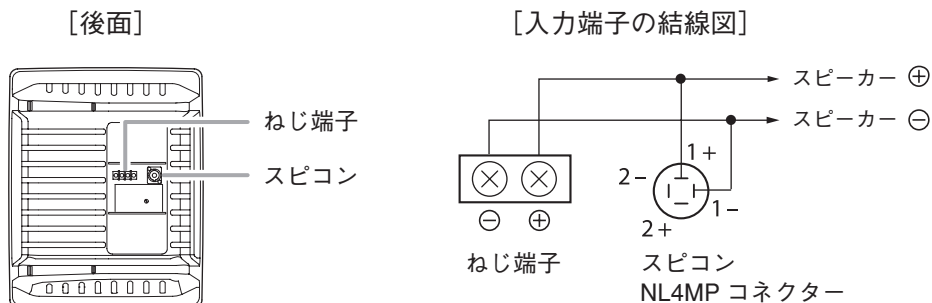 ［後面］
［入力端子の結線図］
ねじ端子
スピコン
スピーカー ⊕
スピーカー ⊖
1+
2−
1−
2+
⊖ ⊕
ねじ端子
スピコン
NL4MP コネクター